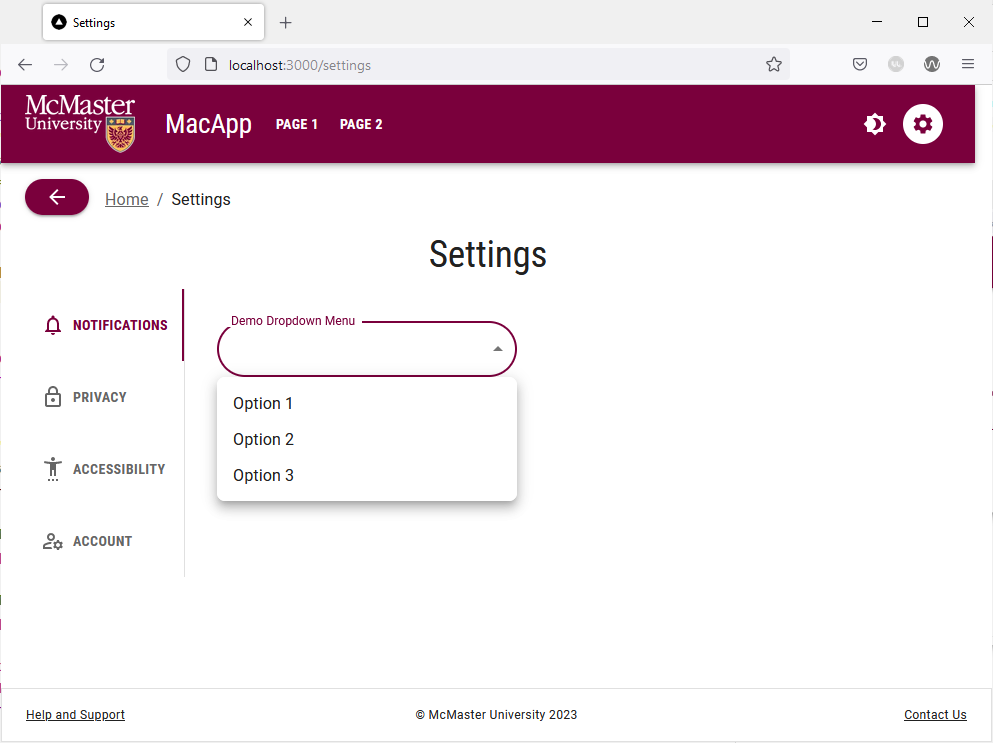 Settings
localhost:3000/settings
McMaster
University
MacApp PAGE 1 PAGE 2
Home / Settings
Settings
NOTIFICATIONS
PRIVACY
ACCESSIBILITY
ACCOUNT
Demo Dropdown Menu
Option 1
Option 2
Option 3
Help and Support © McMaster University 2023 Contact Us